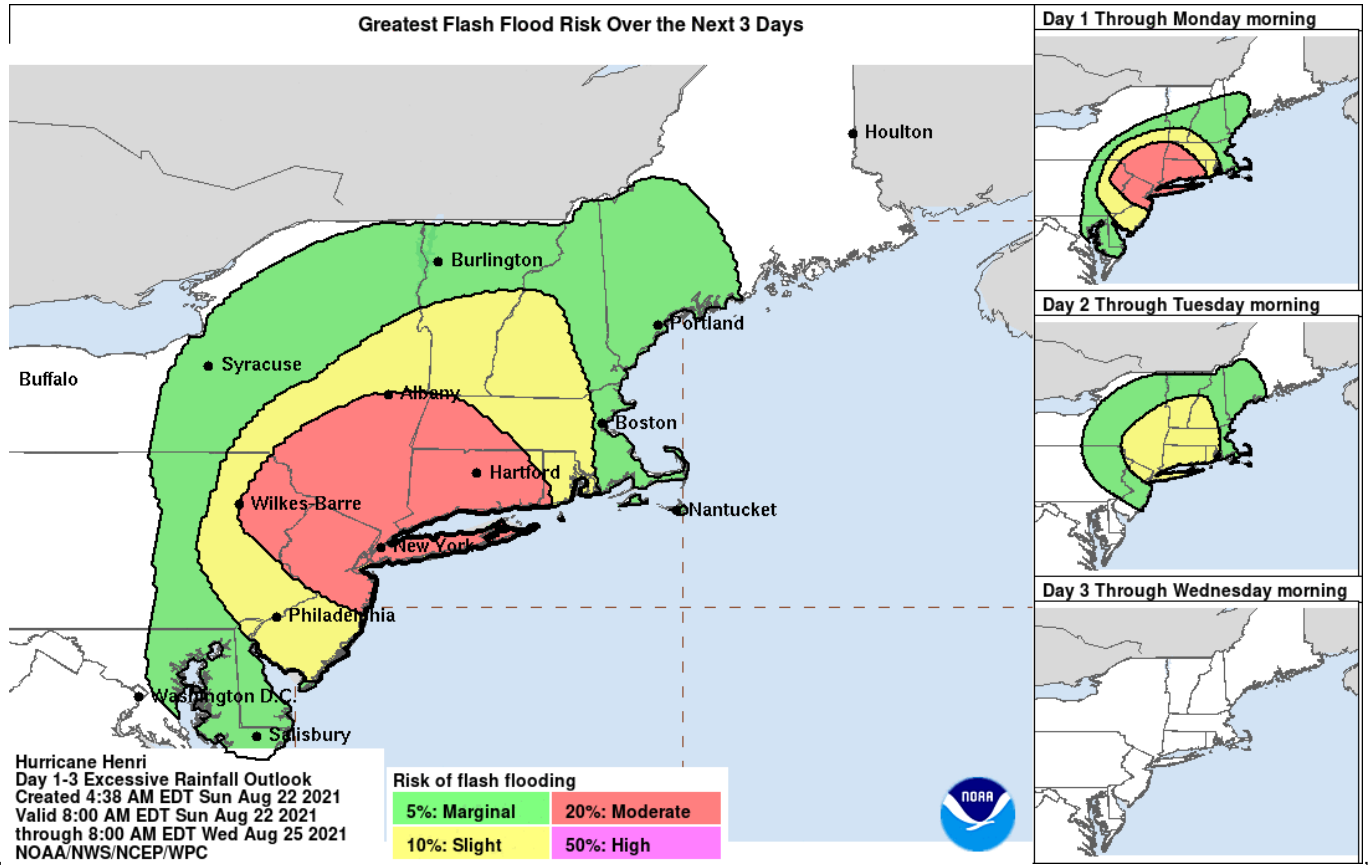 Greatest Flash Flood Risk Over the Next 3 Days
Houlton
Burlington
Portland
Syracuse
Buffalo
Albany
Boston
Hartford
Wilkes-Barre
Nantucket
New York
Philadelphia
Washington D.C.
Salisbury
Hurricane Henri
Day 1-3 Excessive Rainfall Outlook
Created 4:38 AM EDT Sun Aug 22 2021
Valid 8:00 AM EDT Sun Aug 22 2021
through 8:00 AM EDT Wed Aug 25 2021
NOAA/NWS/NCEP/WPC
Risk of flash flooding
5%: Marginal
20%: Moderate
10%: Slight
50%: High
NOAA
Day 1 Through Monday morning
Day 2 Through Tuesday morning
Day 3 Through Wednesday morning